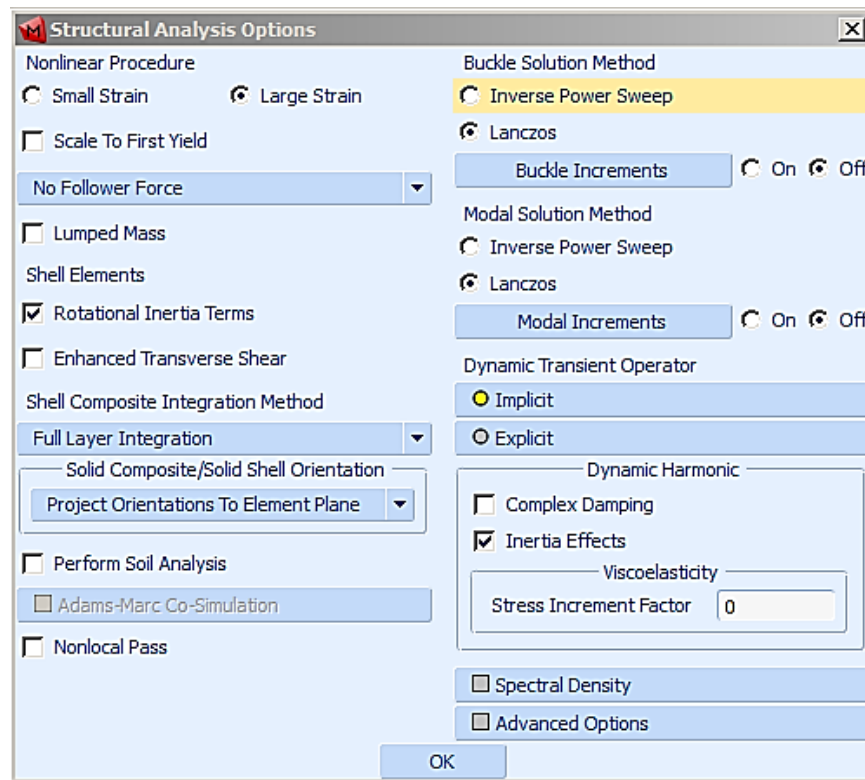 Structural Analysis Options
Nonlinear Procedure
Small Strain Large Strain
Scale To First Yield
No Follower Force
Lumped Mass
Shell Elements
Rotational Inertia Terms
Enhanced Transverse Shear
Shell Composite Integration Method
Full Layer Integration
Solid Composite/Solid Shell Orientation
Project Orientations To Element Plane
Perform Soil Analysis
Adams-Marc Co-Simulation
Nonlocal Pass
Buckle Solution Method
Inverse Power Sweep
Lanczos
Buckle Increments On Off
Modal Solution Method
Inverse Power Sweep
Lanczos
Modal Increments On Off
Dynamic Transient Operator
Implicit
Explicit
Dynamic Harmonic
Complex Damping
Inertia Effects
Viscoelasticity
Stress Increment Factor 0
Spectral Density
Advanced Options
OK